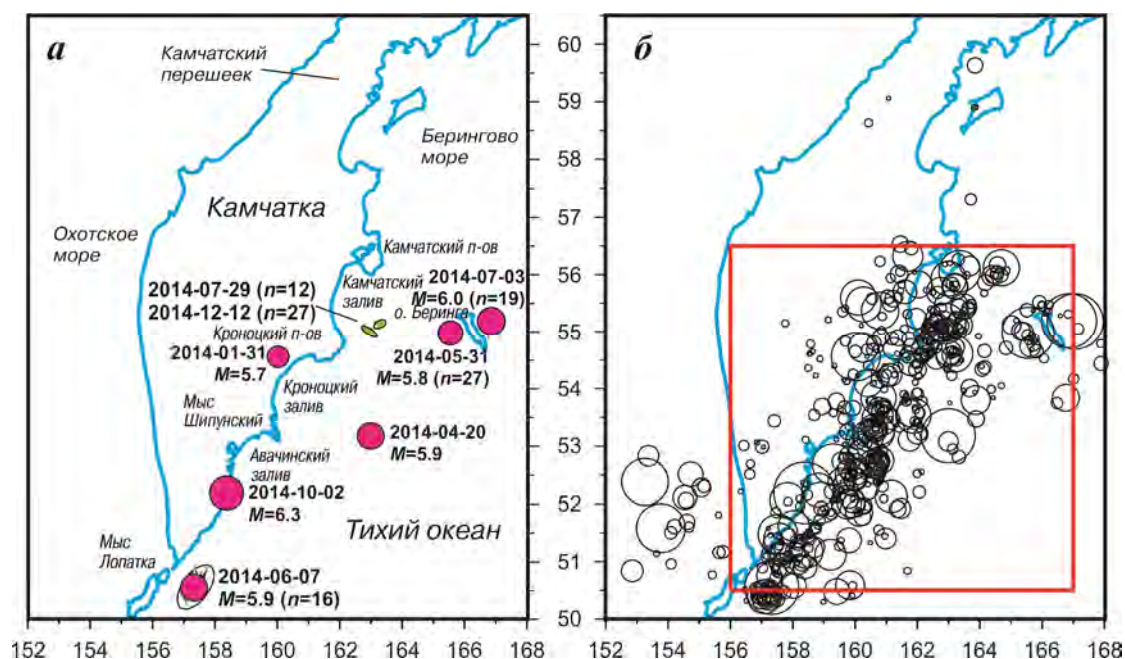 а
Камчатский
перешеек
Берингово
море
Камчатка
Охотское
море
Камчатский п-ов
2014-07-29 (n=12)
2014-12-12 (n=27)
Камчатский
залив
2014-07-03
M=6.0 (n=19)
о. Беринга
Кроноцкий п-ов
2014-01-31
M=5.7
2014-05-31
M=5.8 (n=27)
Кроноцкий
залив
Мыс
Шипунский
2014-04-20
M=5.9
Авачинский
залив
2014-10-02
M=6.3
Тихий океан
Мыс
Лопатка
2014-06-07
M=5.9 (n=16)
152 154 156 158 160 162 164 166 168
60
59
58
57
56
55
54
53
52
51
50
б
152 154 156 158 160 162 164 166 168